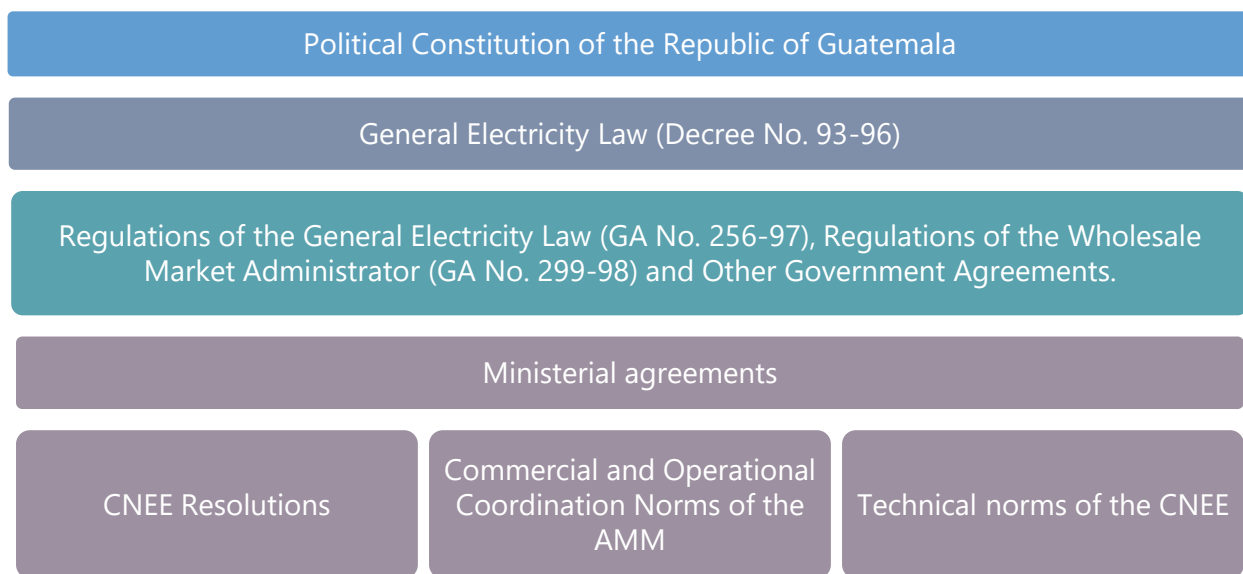 Political Constitution of the Republic of Guatemala
General Electricity Law (Decree No. 93-96)
Regulations of the General Electricity Law (GA No. 256-97), Regulations of the Wholesale
Market Administrator (GA No. 299-98) and Other Government Agreements.
Ministerial agreements
CNEE Resolutions
Commercial and Operational
Coordination Norms of the
AMM
Technical norms of the CNEE